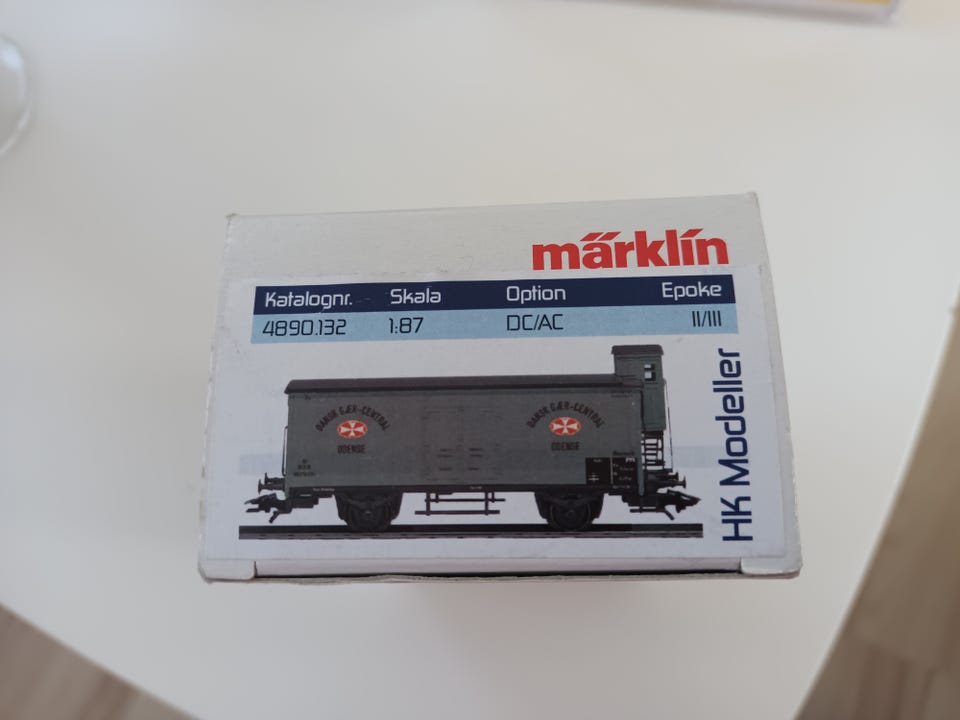 märklin
Katalognr. Skala Option Epoke
4890.132 1:87 DC/AC II/III
DANSK GÆR-CENTRAL
ODENSE
DANSK GÆR-CENTRAL
ODENSE
HK Modeller